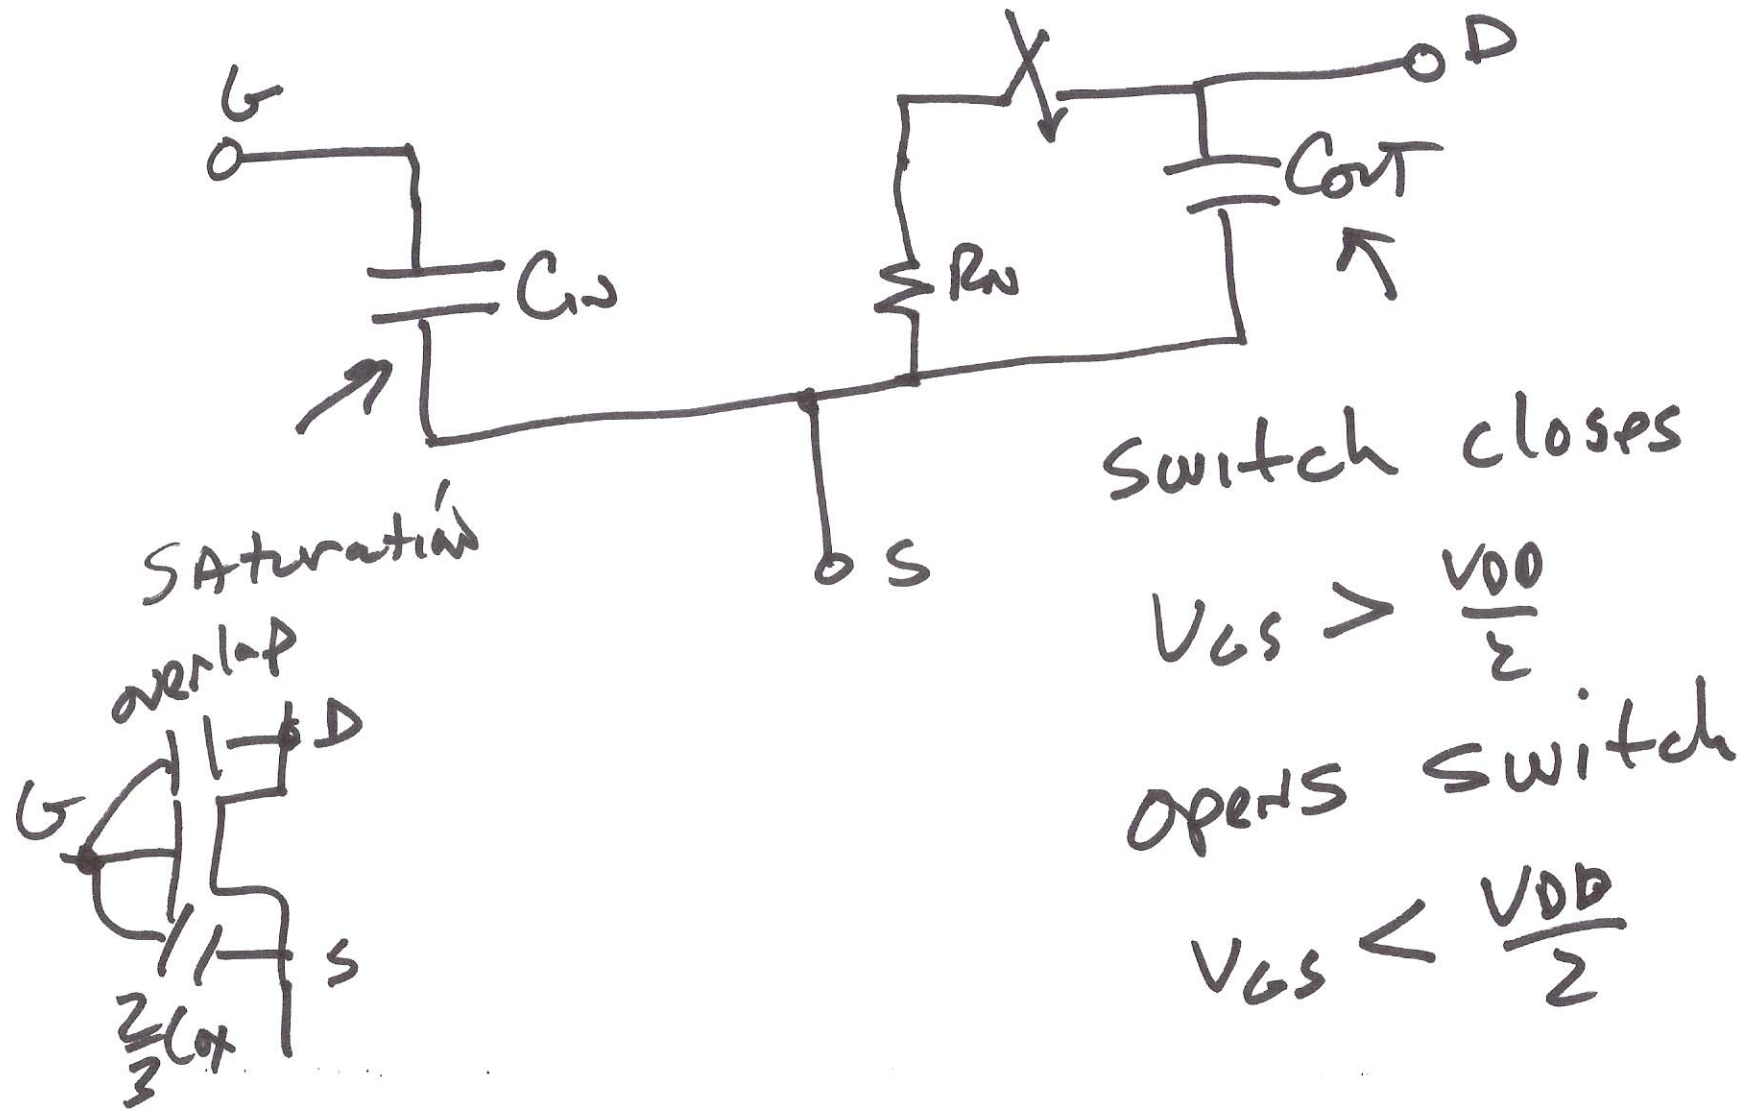 G
D
COUT
CIN
RN
S
Switch closes
VGS > VDD/2
opens switch
VGS < VDD/2
SAturation
overlap
D
G
S
2/3 Cox